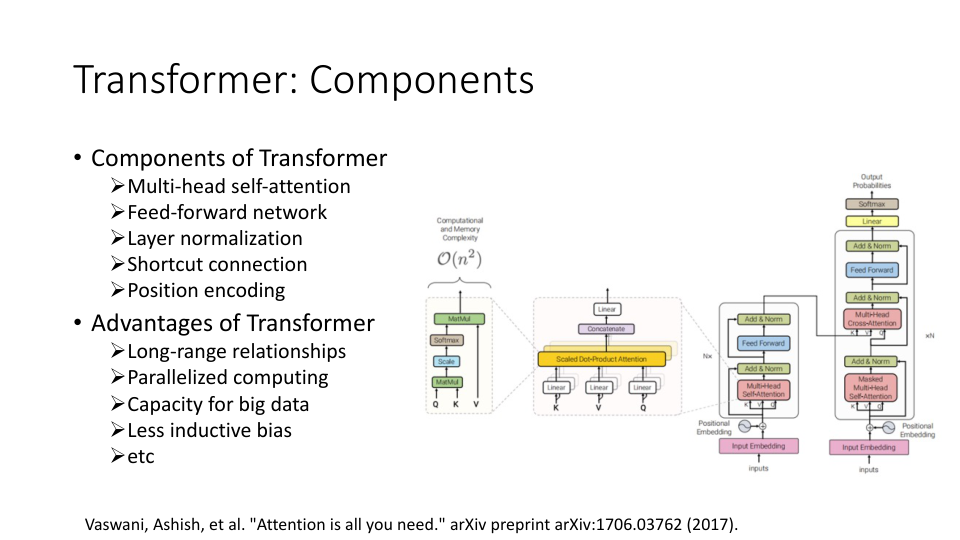 Transformer: Components
• Components of Transformer
➢Multi-head self-attention
➢Feed-forward network
➢Layer normalization
➢Shortcut connection
➢Position encoding
• Advantages of Transformer
➢Long-range relationships
➢Parallelized computing
➢Capacity for big data
➢Less inductive bias
➢etc
Computational
and Memory
Complexity
O(n²)
MatMul
Softmax
Scale
MatMul
Q K V
Linear
Concatenate
Scaled Dot-Product Attention
Linear Linear Linear
K V Q
Add & Norm
Feed Forward
N×
Add & Norm
Multi-Head
Self-Attention
K V Q
Positional
Embedding
Input Embedding
inputs
Output
Probabilities
Softmax
Linear
Add & Norm
Feed Forward
Add & Norm
Multi-Head
Cross-Attention
K V Q
×N
Add & Norm
Masked
Multi-Head
Self-Attention
K V Q
Positional
Embedding
Input Embedding
inputs
Vaswani, Ashish, et al. "Attention is all you need." arXiv preprint arXiv:1706.03762 (2017).